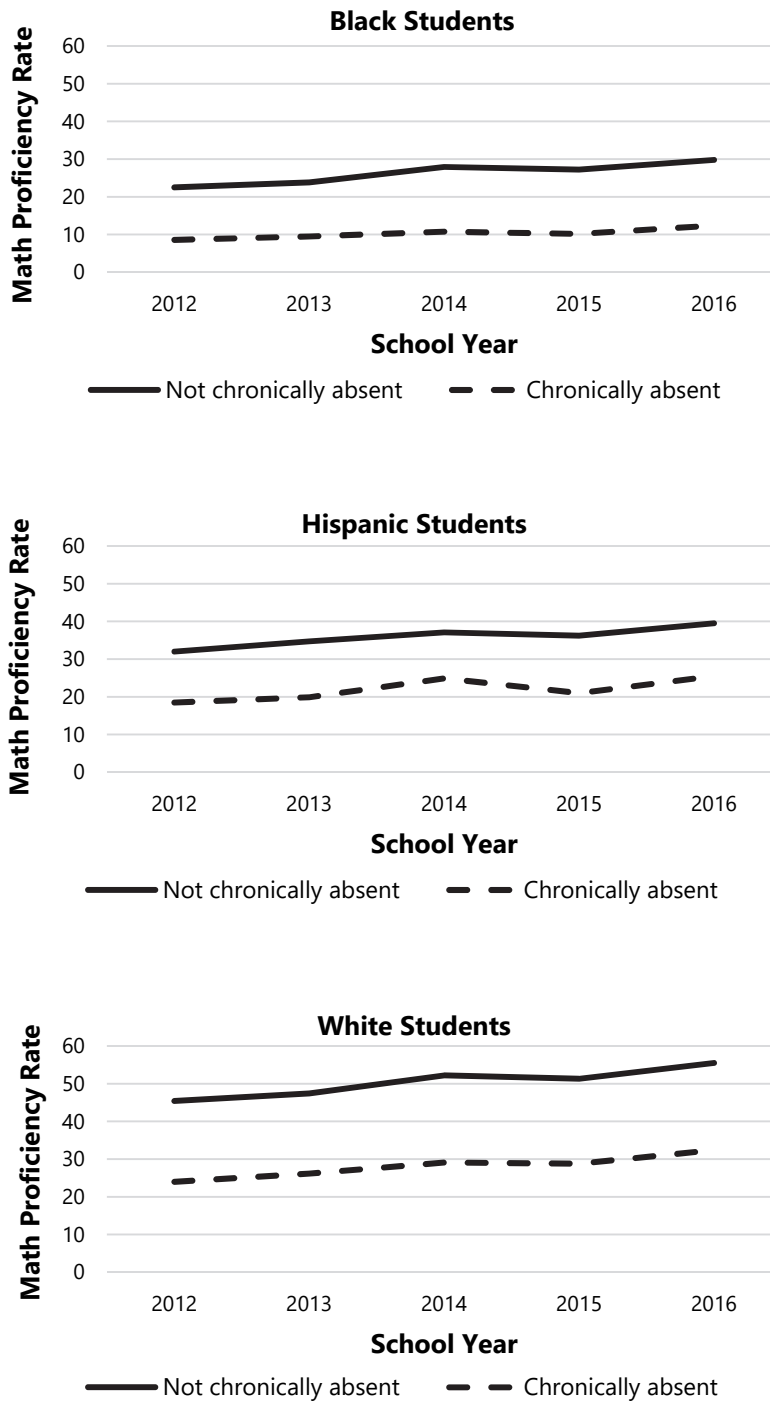 Black Students
Math Proficiency Rate
60
50
40
30
20
10
0
2012 2013 2014 2015 2016
School Year
Not chronically absent Chronically absent
Hispanic Students
Math Proficiency Rate
60
50
40
30
20
10
0
2012 2013 2014 2015 2016
School Year
Not chronically absent Chronically absent
White Students
Math Proficiency Rate
60
50
40
30
20
10
0
2012 2013 2014 2015 2016
School Year
Not chronically absent Chronically absent